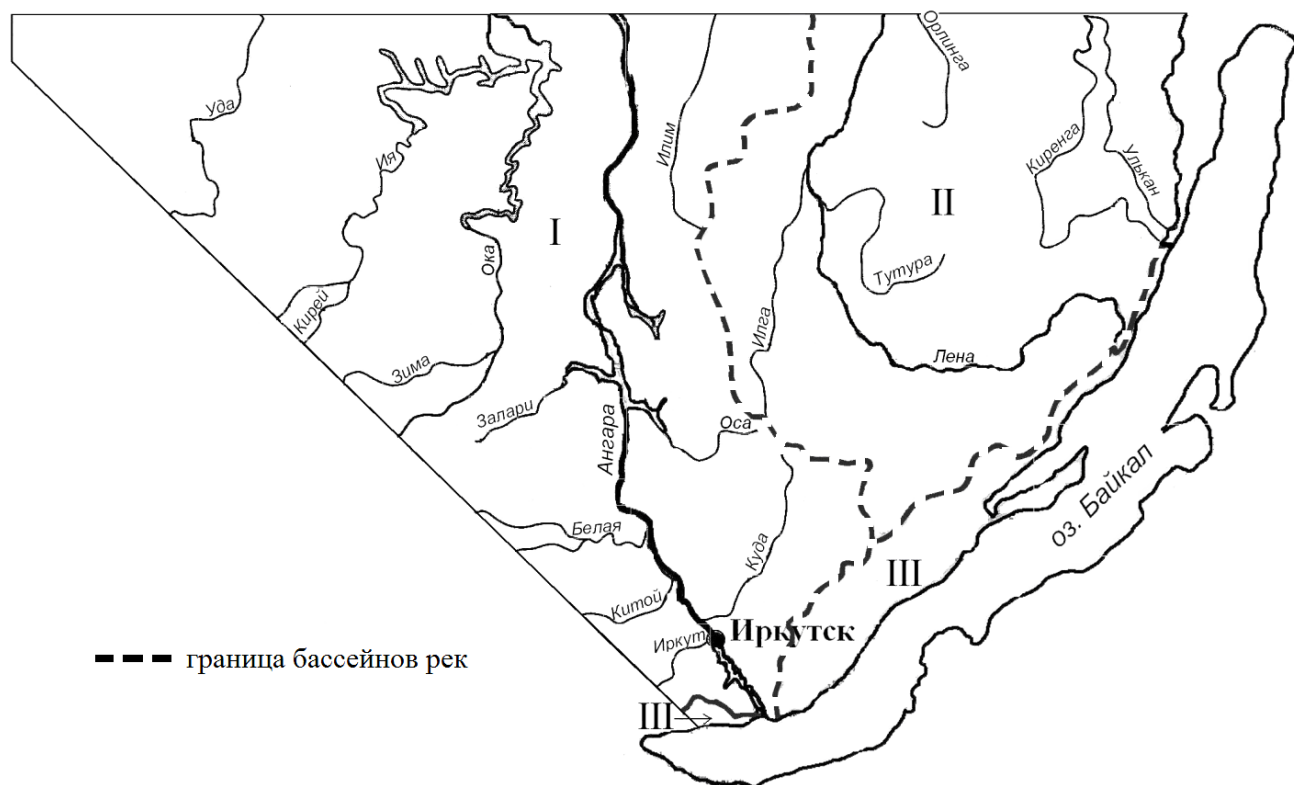 Орлинга
Уда
Ия
Илим
Киренга
Улькан
I
II
Ока
Тутура
Кирей
Илга
Зима
Лена
Залари
Ангара
Оса
оз. Байкал
Белая
Куда
III
Китой
Иркут
Иркутск
граница бассейнов рек
III